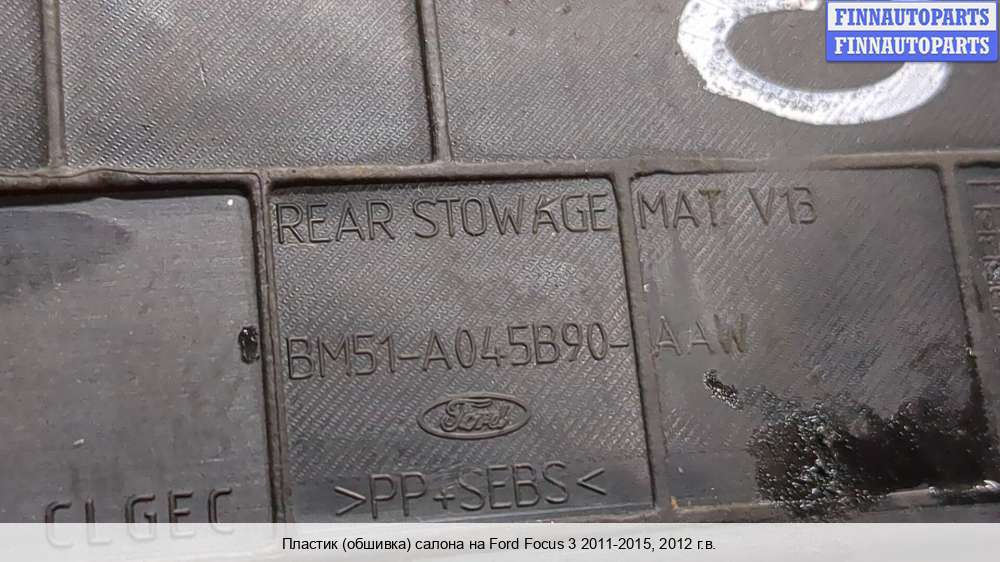 FINNAUTOPARTS
FINNAUTOPARTS
REAR STOWAGE MAT V13
BM51-A045B90-AAW
Ford
>PP+SEBS<
CLGEC
Пластик (обшивка) салона на Ford Focus 3 2011-2015, 2012 г.в.